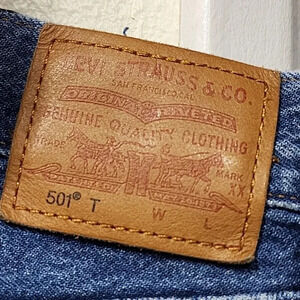 LEVI STRAUSS & CO.
SAN FRANCISCO, CAL
ORIGINAL RIVETED
GENUINE QUALITY CLOTHING
TRADE MARK
XX
501® T W L